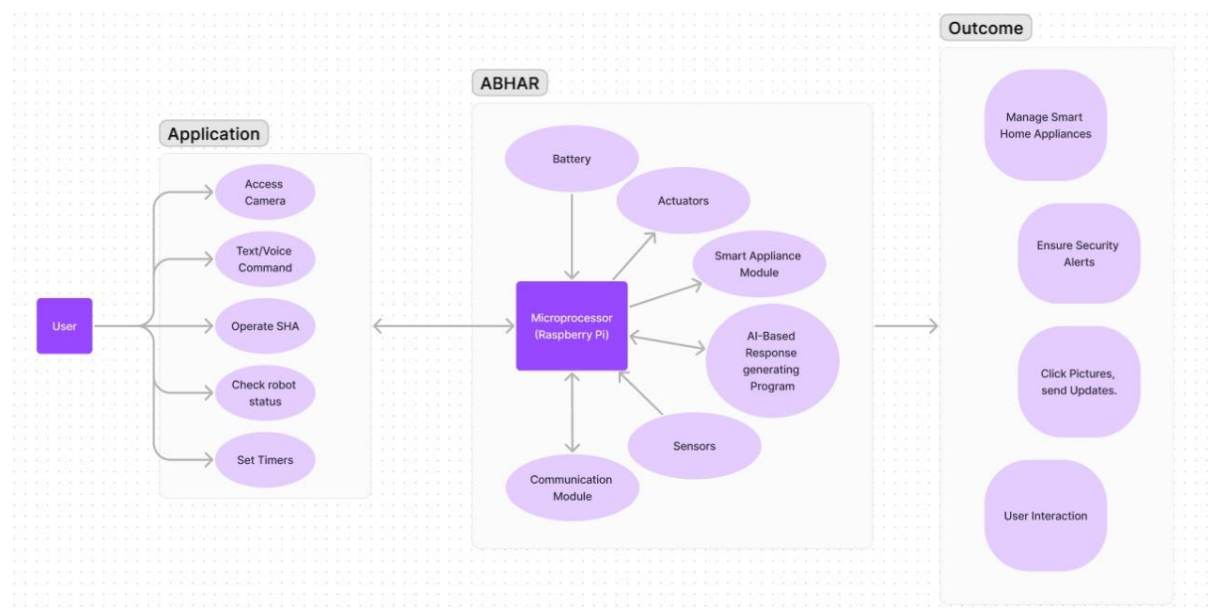 Outcome
ABHAR
Application
User
Access
Camera
Text/Voice
Command
Operate SHA
Check robot
status
Set Timers
Battery
Actuators
Smart Appliance
Module
Microprocessor
(Raspberry Pi)
AI-Based
Response
generating
Program
Sensors
Communication
Module
Manage Smart
Home Appliances
Ensure Security
Alerts
Click Pictures,
send Updates.
User Interaction